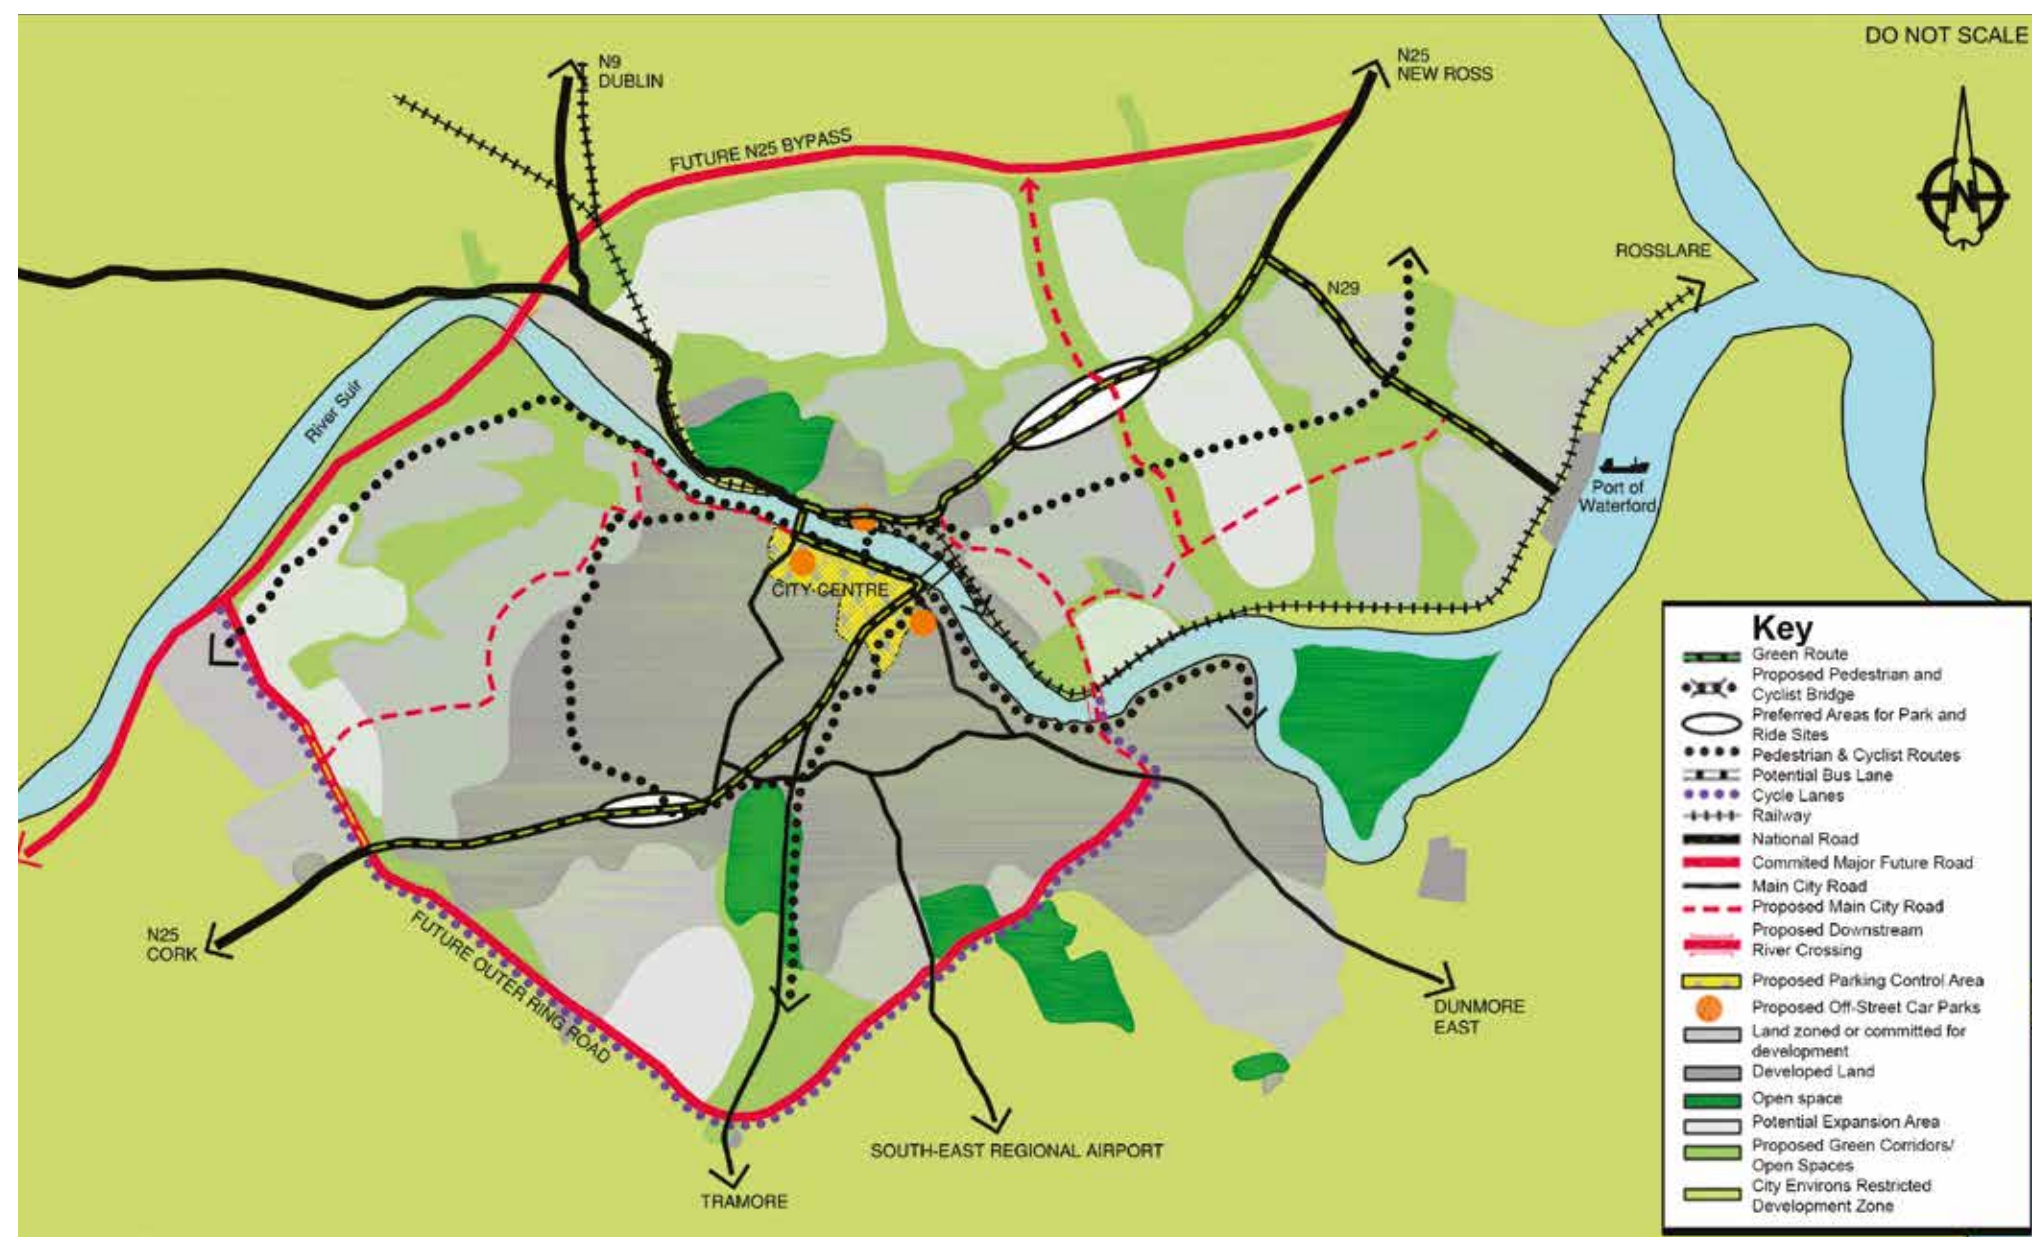 DO NOT SCALE
N9
DUBLIN
N25
NEW ROSS
FUTURE N25 BYPASS
N
ROSSLARE
N29
River Suir
Port of
Waterford
CITY CENTRE
N25
CORK
FUTURE OUTER RING ROAD
DUNMORE
EAST
SOUTH-EAST REGIONAL AIRPORT
TRAMORE
Key
Green Route
Proposed Pedestrian and
Cyclist Bridge
Preferred Areas for Park and
Ride Sites
Pedestrian & Cyclist Routes
Potential Bus Lane
Cycle Lanes
Railway
National Road
Commited Major Future Road
Main City Road
Proposed Main City Road
Proposed Downstream
River Crossing
Proposed Parking Control Area
Proposed Off-Street Car Parks
Land zoned or committed for
development
Developed Land
Open space
Potential Expansion Area
Proposed Green Corridors/
Open Spaces
City Environs Restricted
Development Zone